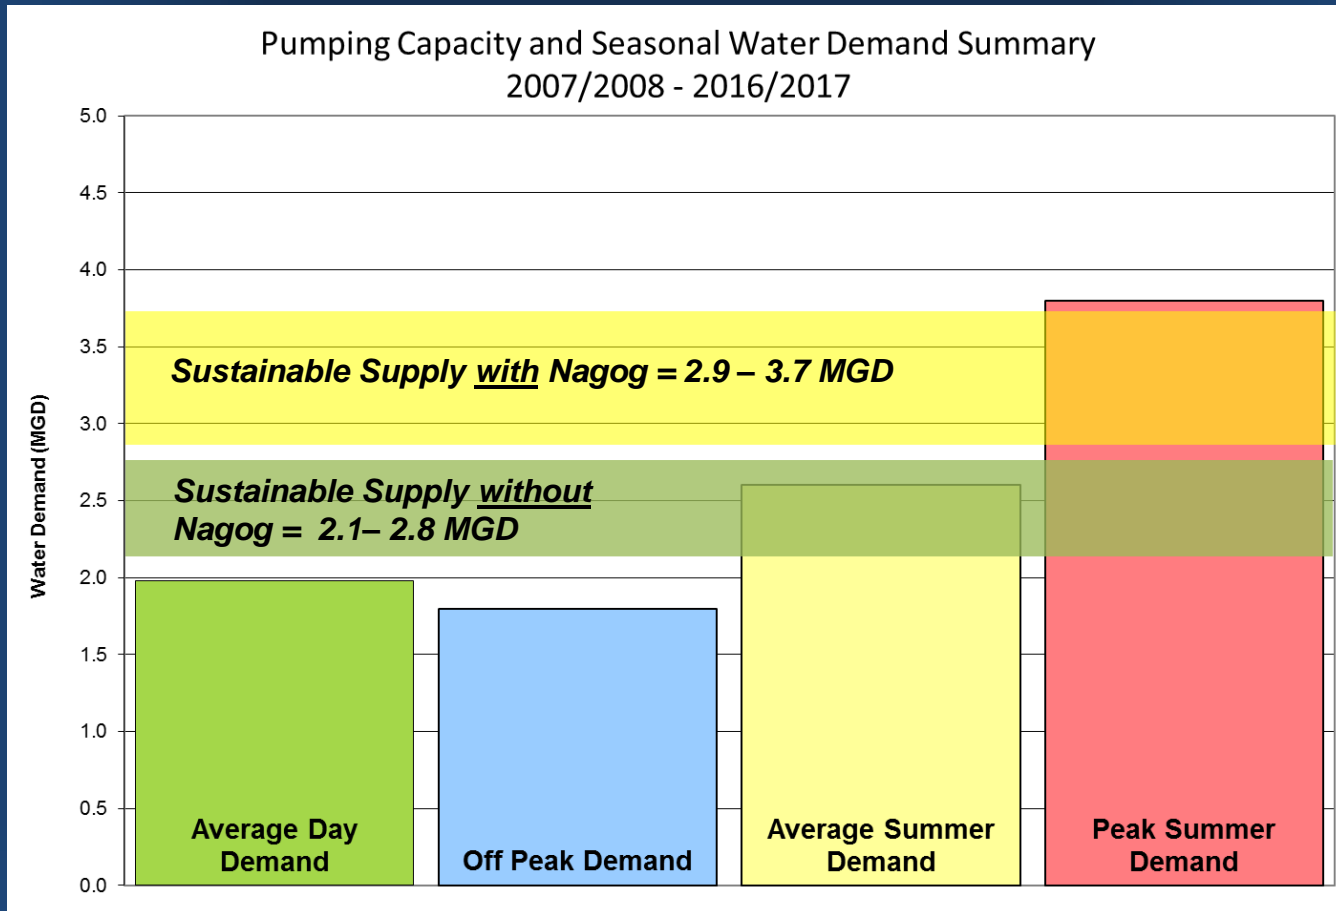 Pumping Capacity and Seasonal Water Demand Summary
2007/2008 - 2016/2017
Water Demand (MGD)
5.0
4.5
4.0
3.5
3.0
2.5
2.0
1.5
1.0
0.5
0.0
Sustainable Supply with Nagog = 2.9 – 3.7 MGD
Sustainable Supply without
Nagog = 2.1– 2.8 MGD
Average Day
Demand
Off Peak Demand
Average Summer
Demand
Peak Summer
Demand